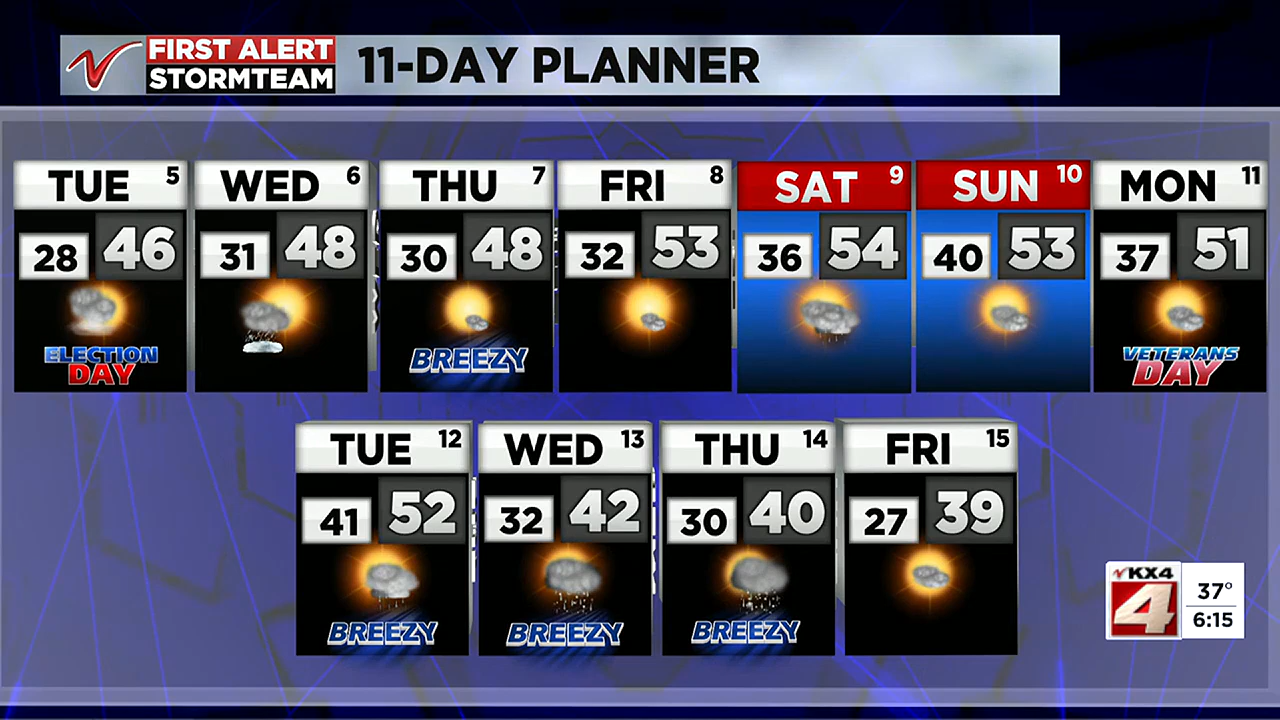 FIRST ALERT
STORMTEAM
11-DAY PLANNER
TUE 5
28 46
ELECTION
DAY
WED 6
31 48
THU 7
30 48
BREEZY
FRI 8
32 53
SAT 9
36 54
SUN 10
40 53
MON 11
37 51
VETERANS
DAY
TUE 12
41 52
BREEZY
WED 13
32 42
BREEZY
THU 14
30 40
BREEZY
FRI 15
27 39
KX4
4
37°
6:15